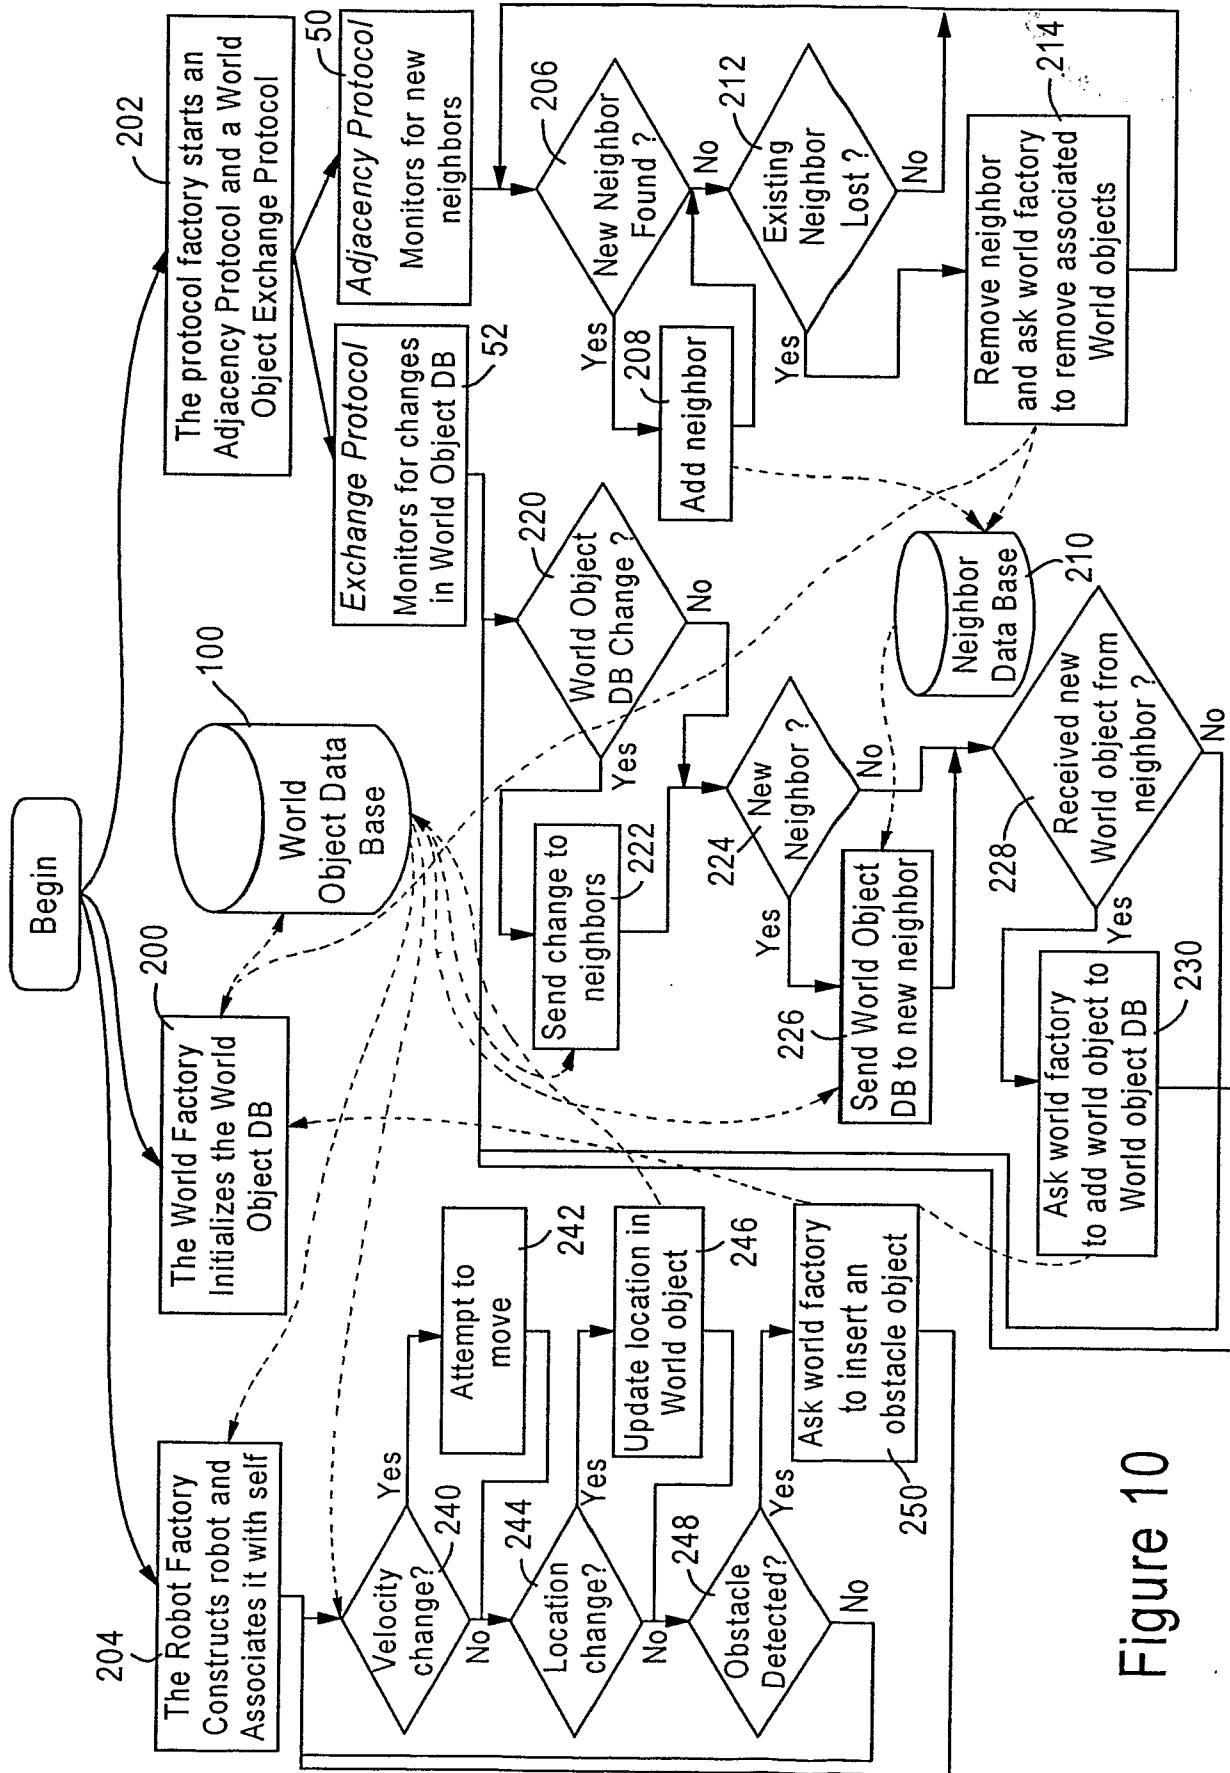 Begin
202
The protocol factory starts an
Adjacency Protocol and a World
Object Exchange Protocol
50
Adjacency Protocol
Monitors for new
neighbors
Exchange Protocol
Monitors for changes
in World Object DB
52
100
World
Object Data
Base
200
The World Factory
Initializes the World
Object DB
204
The Robot Factory
Constructs robot and
Associates it with self
206
New Neighbor
Found ?
Yes
No
208
Add neighbor
212
Existing
Neighbor
Lost ?
Yes
No
214
Remove neighbor
and ask world factory
to remove associated
World objects
Neighbor
Data Base
210
220
World Object
DB Change ?
Yes
No
Send change to
neighbors
222
224
New
Neighbor ?
Yes
No
226
Send World Object
DB to new neighbor
228
Received new
World object from
neighbor ?
Yes
No
Ask world factory
to add world object to
World object DB
230
Velocity
change?
240
Yes
No
Attempt to
move
242
244
Location
change?
Yes
No
Update location in
World object
246
248
Obstacle
Detected?
Yes
No
Ask world factory
to insert an
obstacle object
250
Figure 10